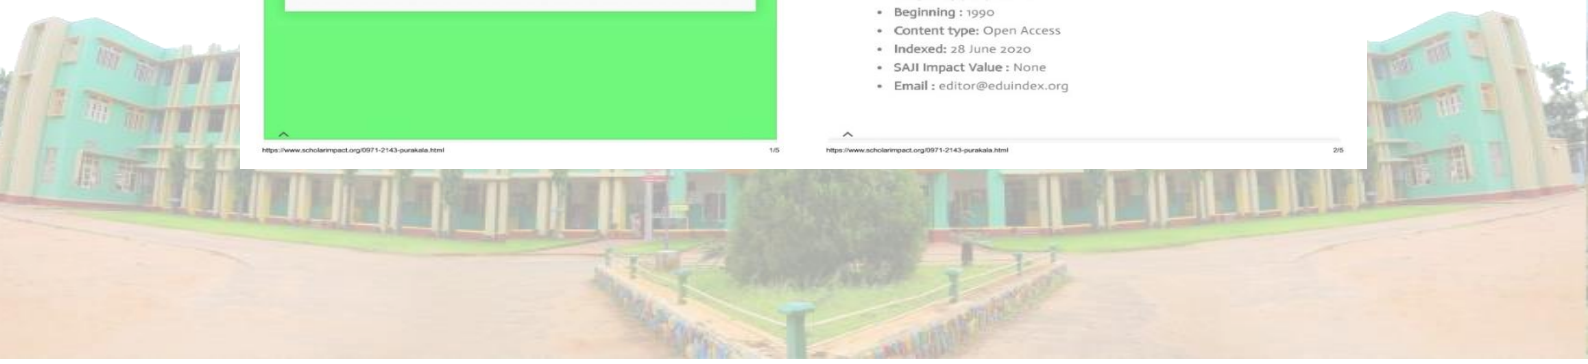 • Beginning : 1990
• Content type: Open Access
• Indexed: 28 June 2020
• SAJI Impact Value : None
• Email : editor@eduindex.org
https://www.scholarimpact.org/0971-2143-purakala.html 1/5
https://www.scholarimpact.org/0971-2143-purakala.html 2/5